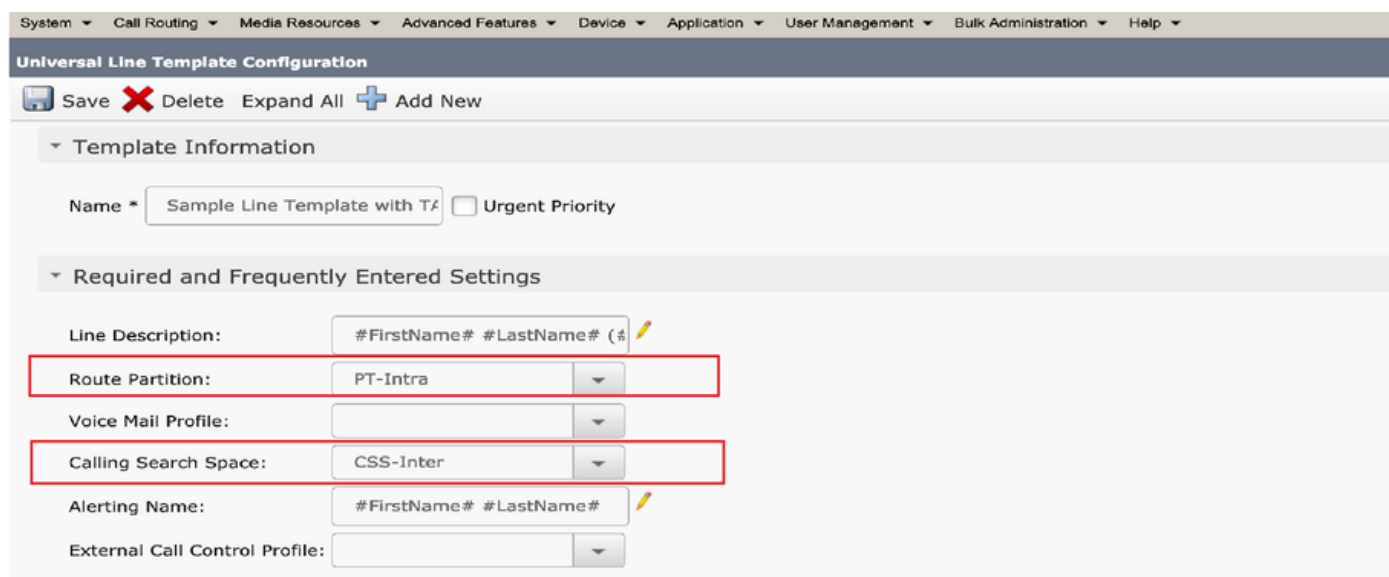 System Call Routing Media Resources Advanced Features Device Application User Management Bulk Administration Help
Universal Line Template Configuration
Save Delete Expand All Add New
Template Information
Name * Sample Line Template with TA Urgent Priority
Required and Frequently Entered Settings
Line Description: #FirstName# #LastName# (#
Route Partition: PT-Intra
Voice Mail Profile:
Calling Search Space: CSS-Inter
Alerting Name: #FirstName# #LastName#
External Call Control Profile: